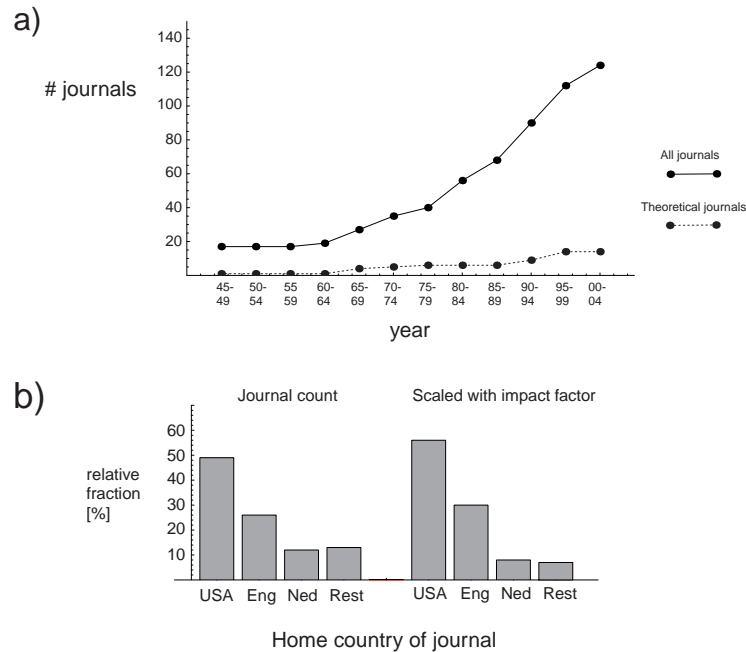 a)
# journals
140
120
100
80
60
40
20
45- 50- 55 60- 65- 70- 75- 80- 85- 90- 95- 00-
49 54 59 64 69 74 79 84 89 94 99 04
year
All journals
Theoretical journals
b)
Journal count Scaled with impact factor
relative
fraction
[%]
60
50
40
30
20
10
USA Eng Ned Rest USA Eng Ned Rest
Home country of journal